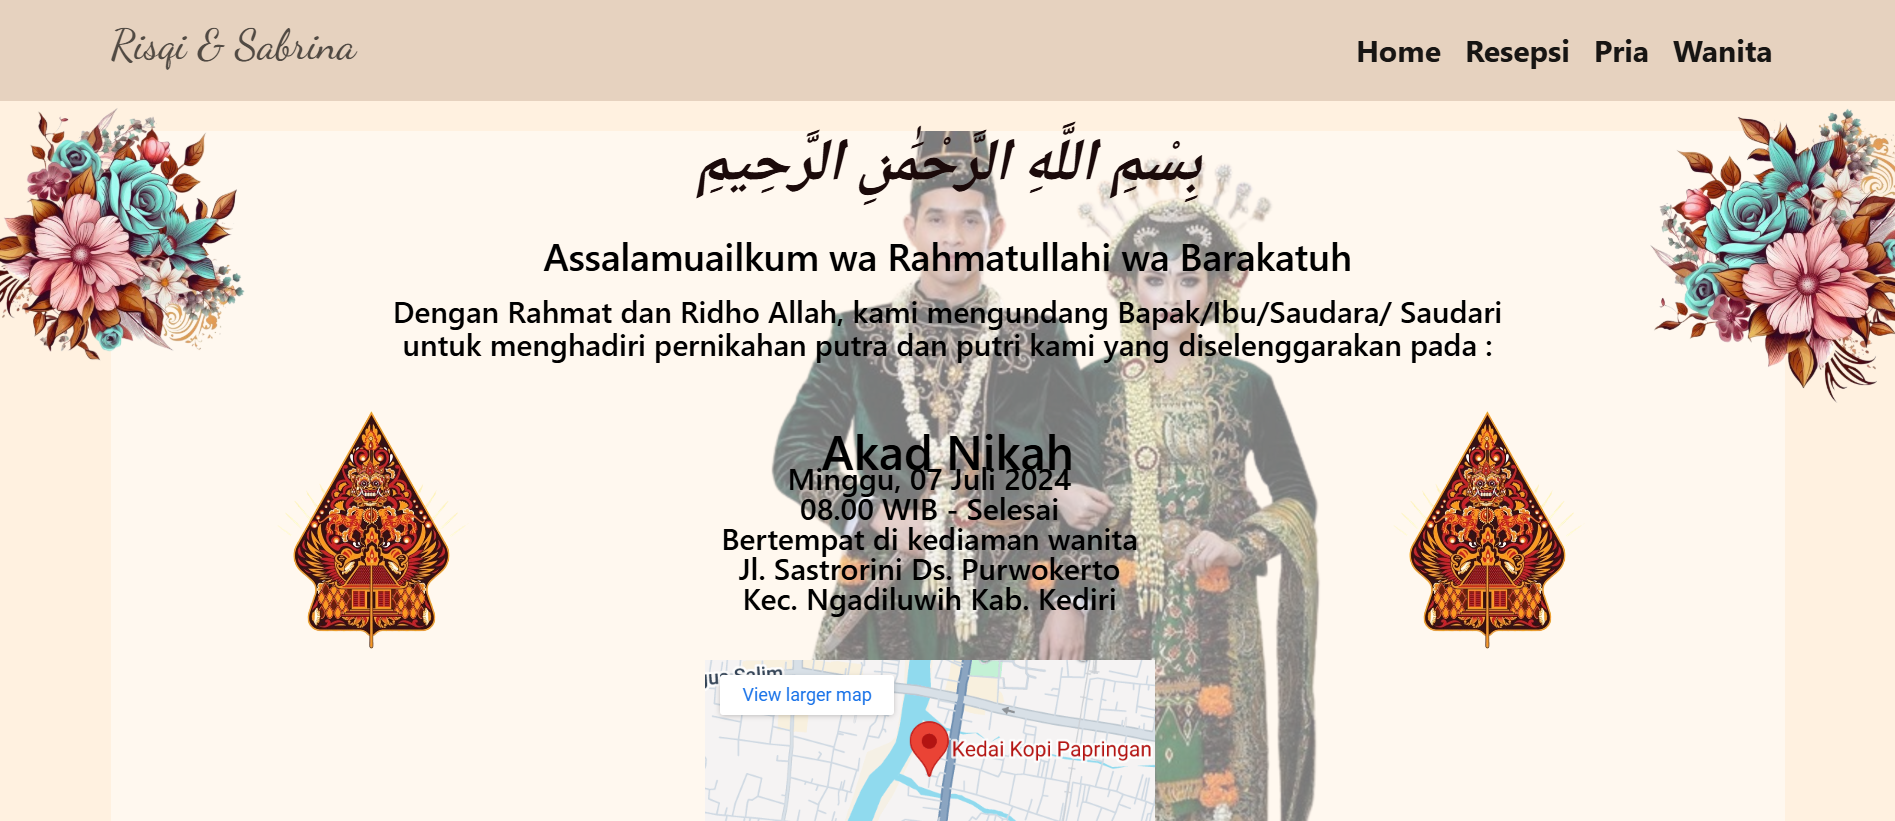 Risqi & Sabrina
Home Resepsi Pria Wanita
بِسْمِ اللَّهِ الرَّحْمَٰنِ الرَّحِيمِ
Assalamuailkum wa Rahmatullahi wa Barakatuh
Dengan Rahmat dan Ridho Allah, kami mengundang Bapak/Ibu/Saudara/ Saudari
untuk menghadiri pernikahan putra dan putri kami yang diselenggarakan pada :
Akad Nikah
Minggu, 07 Juli 2024
08.00 WIB - Selesai
Bertempat di kediaman wanita
Jl. Sastrorini Ds. Purwokerto
Kec. Ngadiluwih Kab. Kediri
Salim
View larger map
Kedai Kopi Papringan